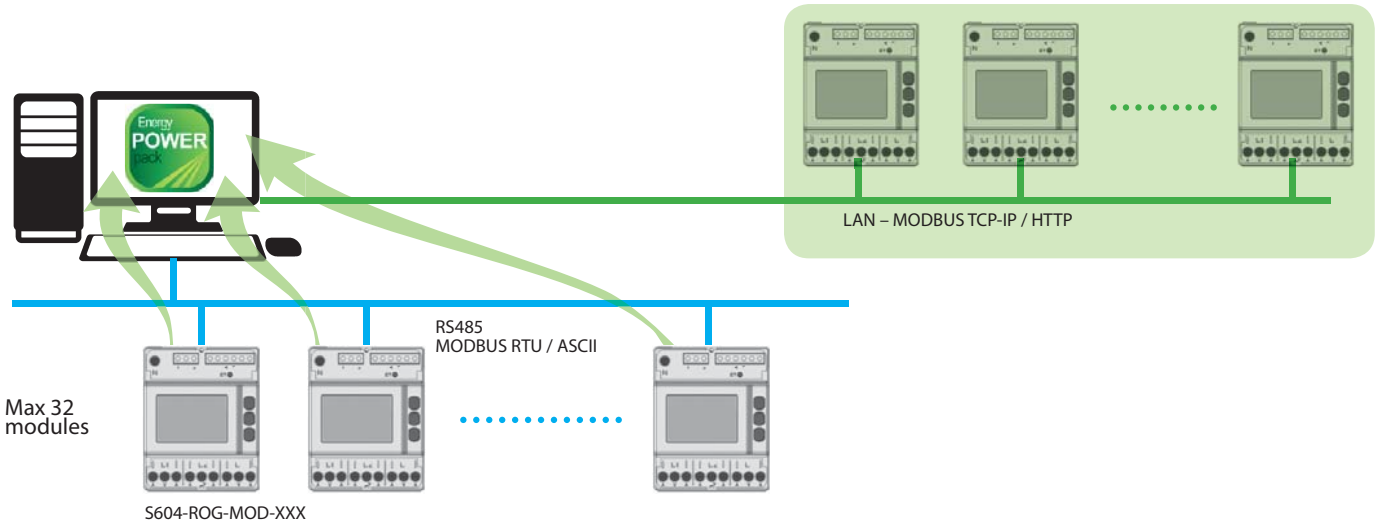 Energy
POWER
pack
N
N
N
LAN – MODBUS TCP-IP / HTTP
RS485
MODBUS RTU / ASCII
Max 32
modules
N
N
N
S604-ROG-MOD-XXX